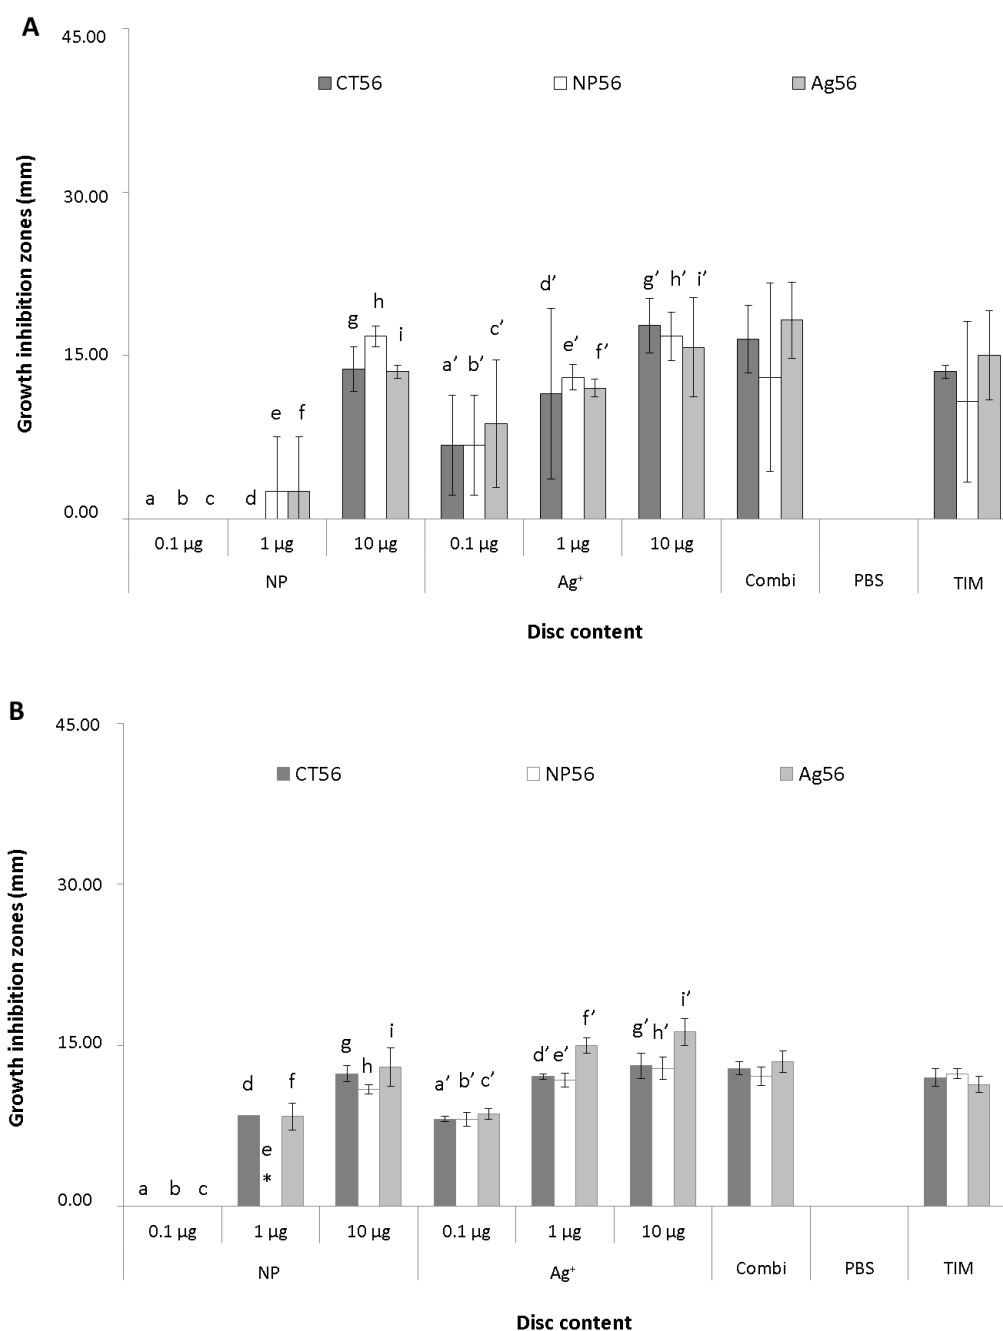 A
45.00
CT56 NP56 Ag56
30.00
Growth inhibition zones (mm)
d’ g’ h’ i’
h
g c’
i a’ b’ e’ f’
15.00
e f
a b c d
0.00
0.1 µg 1 µg 10 µg 0.1 µg 1 µg 10 µg
NP Ag⁺ Combi PBS TIM
Disc content
B
45.00
CT56 NP56 Ag56
30.00
Growth inhibition zones (mm)
i’
f’
g i g’ h’
15.00
d f h a’ b’ c’ d’ e’
e
*
a b c
0.00
0.1 µg 1 µg 10 µg 0.1 µg 1 µg 10 µg
NP Ag⁺ Combi PBS TIM
Disc content